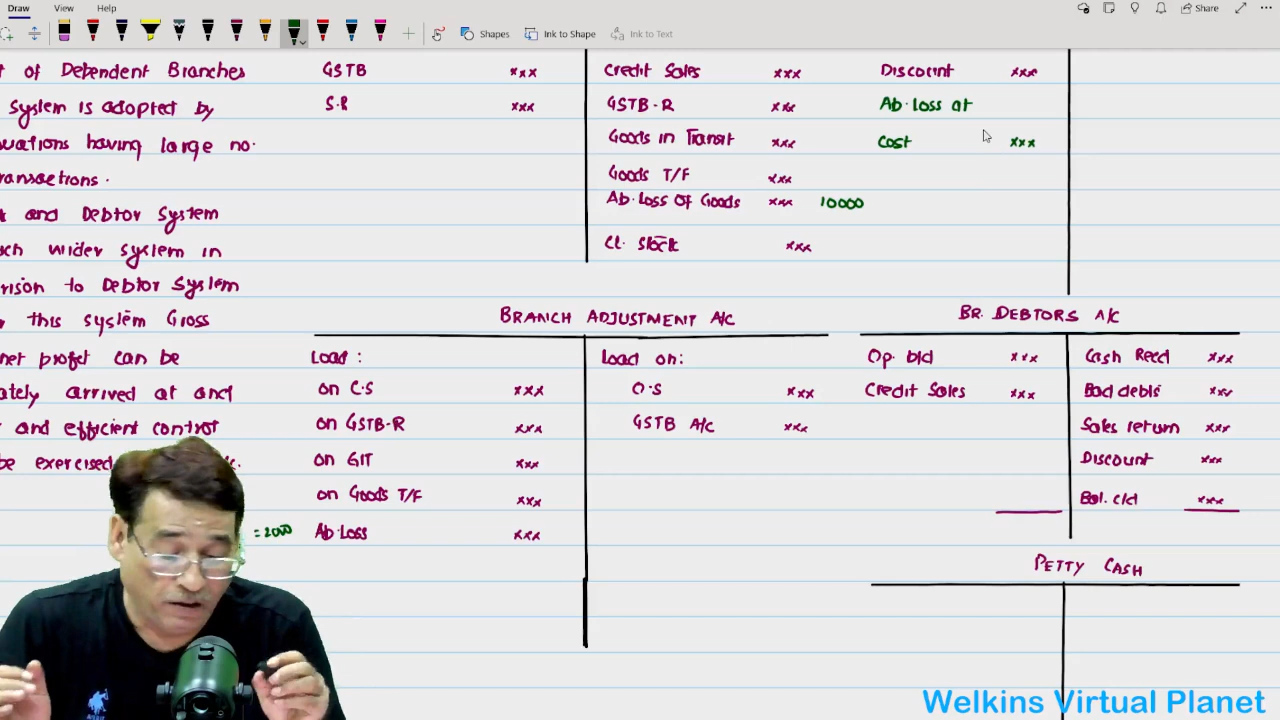 Draw View Help
Share
Shapes Ink to Shape Ink to Text
t of Dependent Branches
System is adopted by
uations having large no.
ransactions.
and Debtor System
ch wider system in
rison to Debtor System
this system Gross
net profit can be
ately arrived at and
and efficient control
be exercised
GSTB xxx
S.R xxx
Credit Sales xxx
GSTB-R xxx
Goods in Transit xxx
Goods T/F xxx
Ab. Loss Of Goods xxx 10000
Cl. Stock xxx
Discount xxx
Ab. loss at
Cost xxx
BRANCH ADJUSTMENT A/C
Load:
on C.S xxx
on GSTB-R xxx
on GIT xxx
on Goods T/F xxx
= 2000 Ab. Loss xxx
Load on:
O.S xxx
GSTB A/c xxx
BR. DEBTORS A/C
Op. b/d xxx
Credit Sales xxx
Cash Recd xxx
Bad debts xxx
Sales return xxx
Discount xxx
Bal. c/d xxx
PETTY CASH
Welkins Virtual Planet